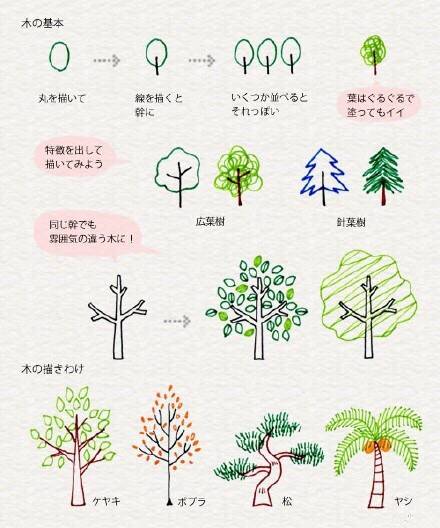 木の基本
丸を描いて
線を描くと
幹に
いくつか並べると
それっぽい
葉はぐるぐるで
塗ってもイイ
特徴を出して
描いてみよう
広葉樹
針葉樹
同じ幹でも
雰囲気の違う木に！
木の描きわけ
ケヤキ
ポプラ
松
ヤシ